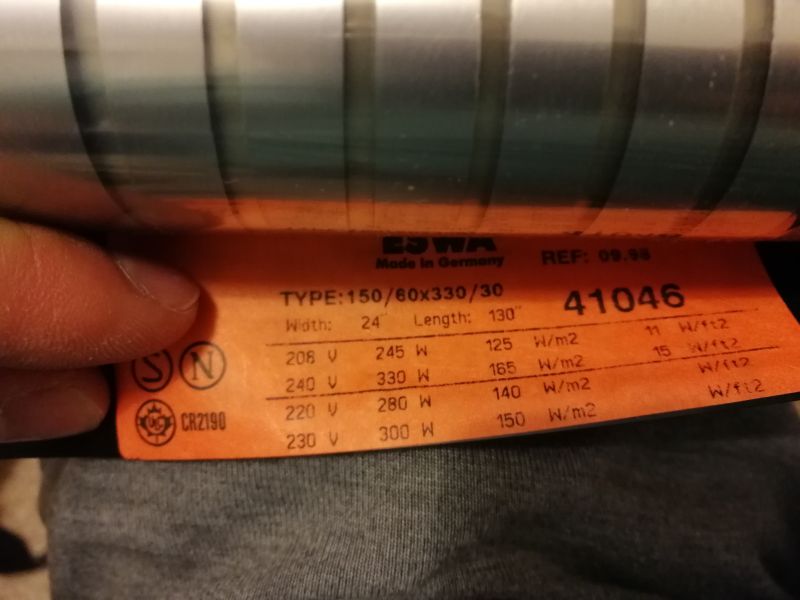 ESWA
Made in Germany REF: 09.98
TYPE:150/60x330/30 41046
Width: 24" Length: 130"
208 V 245 W 125 W/m2 11 W/ft2
240 V 330 W 165 W/m2 15 W/ft2
220 V 280 W 140 W/m2 W/ft2
230 V 300 W 150 W/m2 W/ft2
S N
CR2190